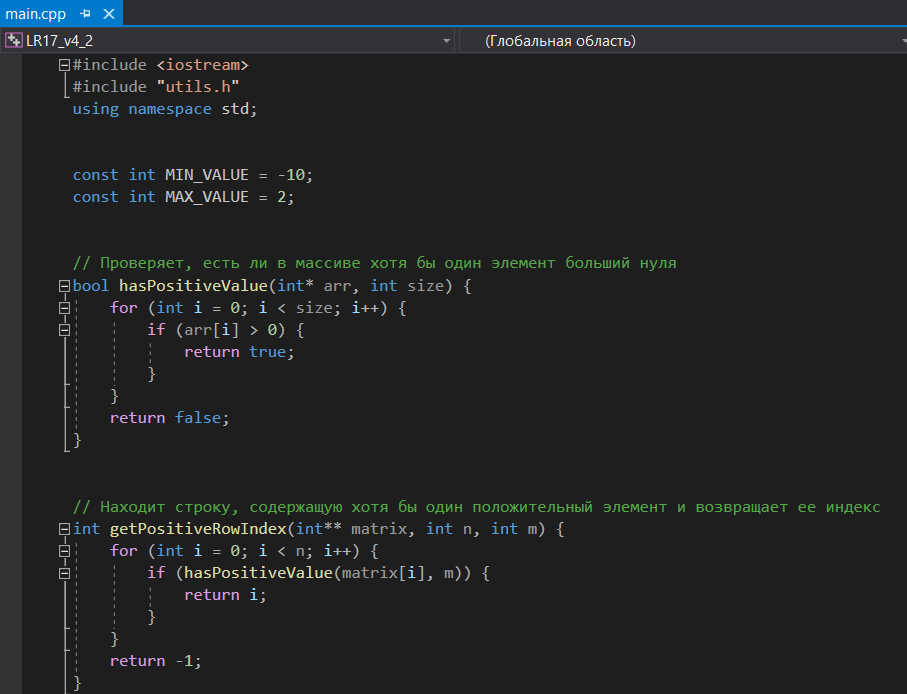 main.cpp
LR17_v4_2 (Глобальная область)
#include <iostream>
#include "utils.h"
using namespace std;
const int MIN_VALUE = -10;
const int MAX_VALUE = 2;
// Проверяет, есть ли в массиве хотя бы один элемент больший нуля
bool hasPositiveValue(int* arr, int size) {
for (int i = 0; i < size; i++) {
if (arr[i] > 0) {
return true;
}
}
return false;
}
// Находит строку, содержащую хотя бы один положительный элемент и возвращает ее индекс
int getPositiveRowIndex(int** matrix, int n, int m) {
for (int i = 0; i < n; i++) {
if (hasPositiveValue(matrix[i], m)) {
return i;
}
}
return -1;
}